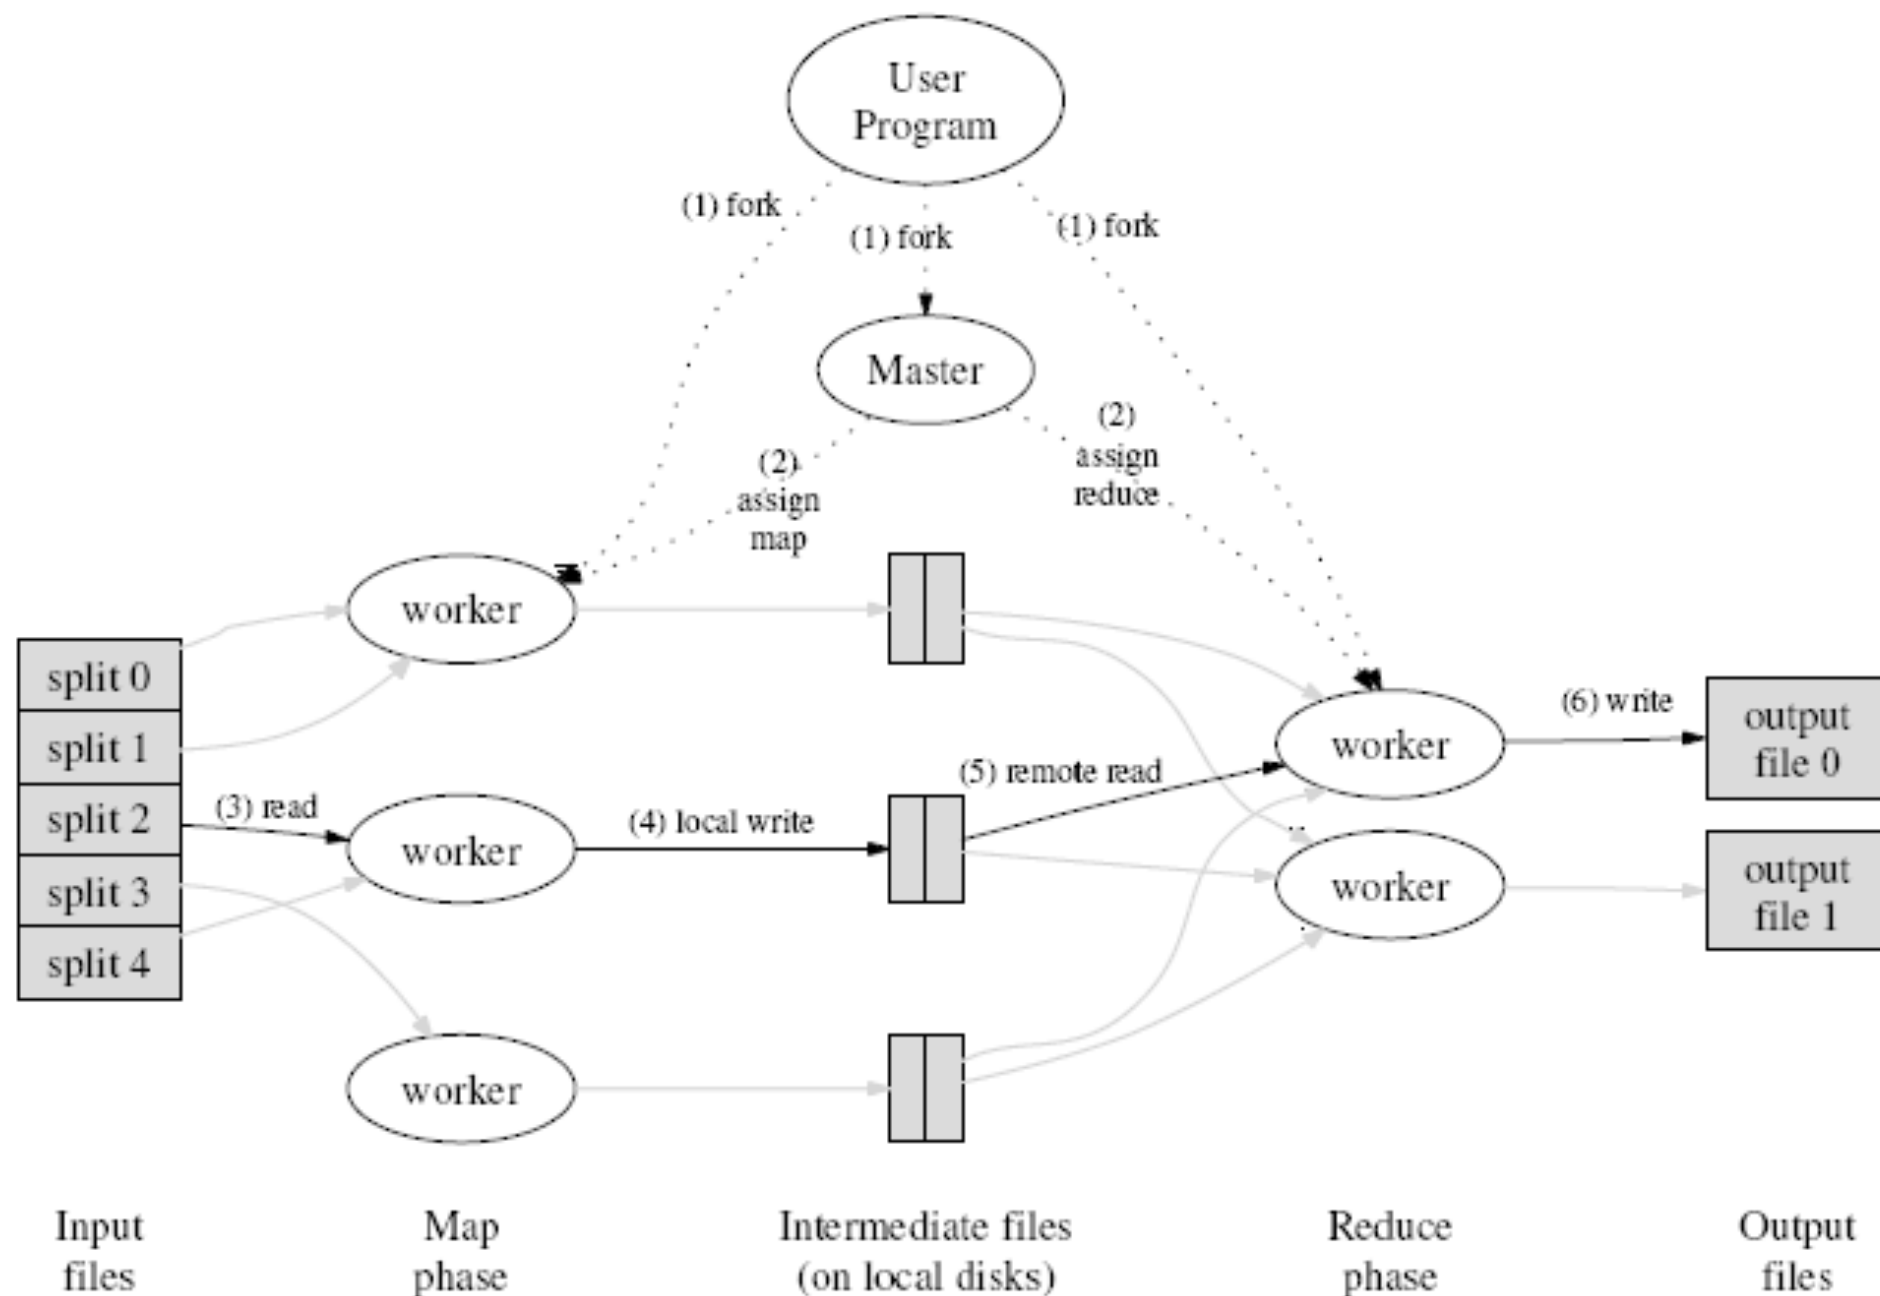 User
Program
(1) fork
(1) fork
(1) fork
Master
(2)
assign
map
(2)
assign
reduce
split 0
split 1
split 2
split 3
split 4
(3) read
worker
worker
worker
(4) local write
(5) remote read
worker
worker
(6) write
output
file 0
output
file 1
Input
files
Map
phase
Intermediate files
(on local disks)
Reduce
phase
Output
files